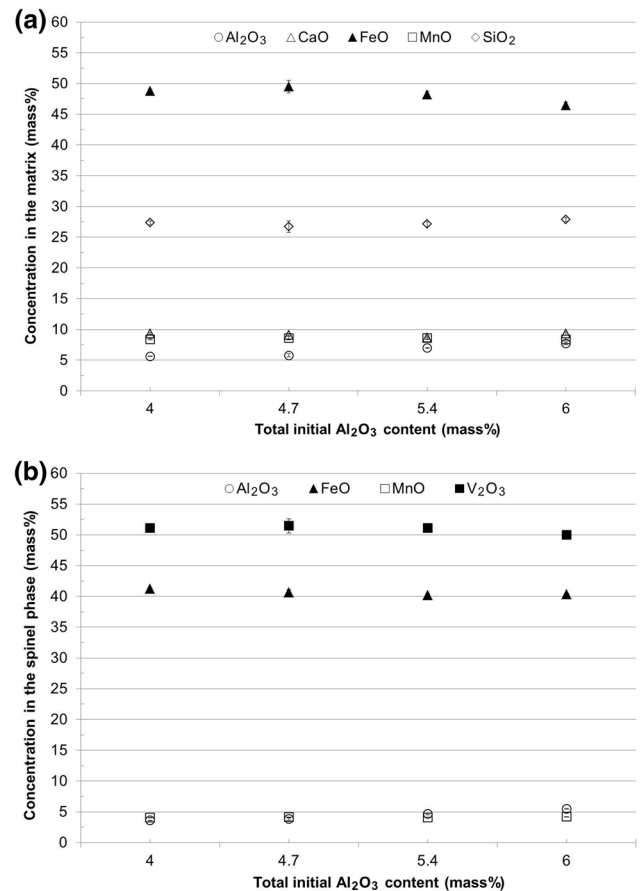 (a)
Al₂O₃ CaO FeO MnO SiO₂
Concentration in the matrix (mass%)
60
55
50
45
40
35
30
25
20
15
10
5
0
4 4.7 5.4 6
Total initial Al₂O₃ content (mass%)
(b)
Al₂O₃ FeO MnO V₂O₃
Concentration in the spinel phase (mass%)
60
55
50
45
40
35
30
25
20
15
10
5
0
4 4.7 5.4 6
Total initial Al₂O₃ content (mass%)